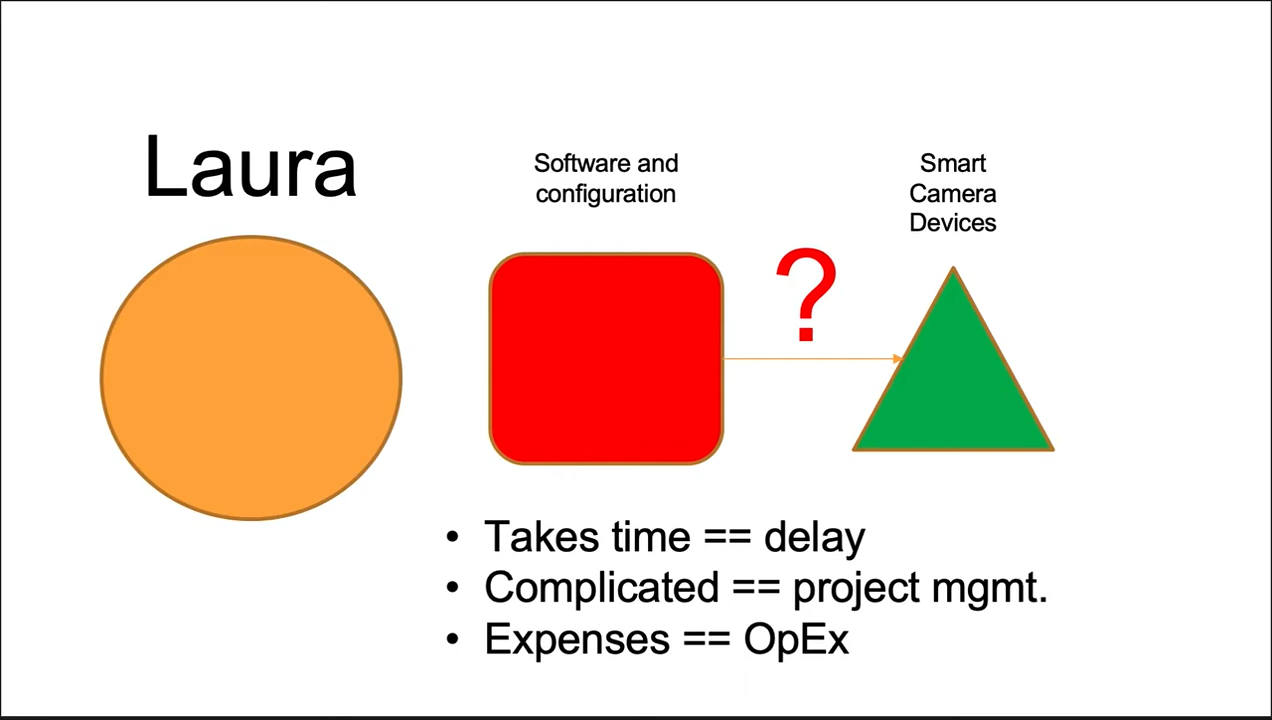 Laura
Software and
configuration
Smart
Camera
Devices
?
• Takes time == delay
• Complicated == project mgmt.
• Expenses == OpEx